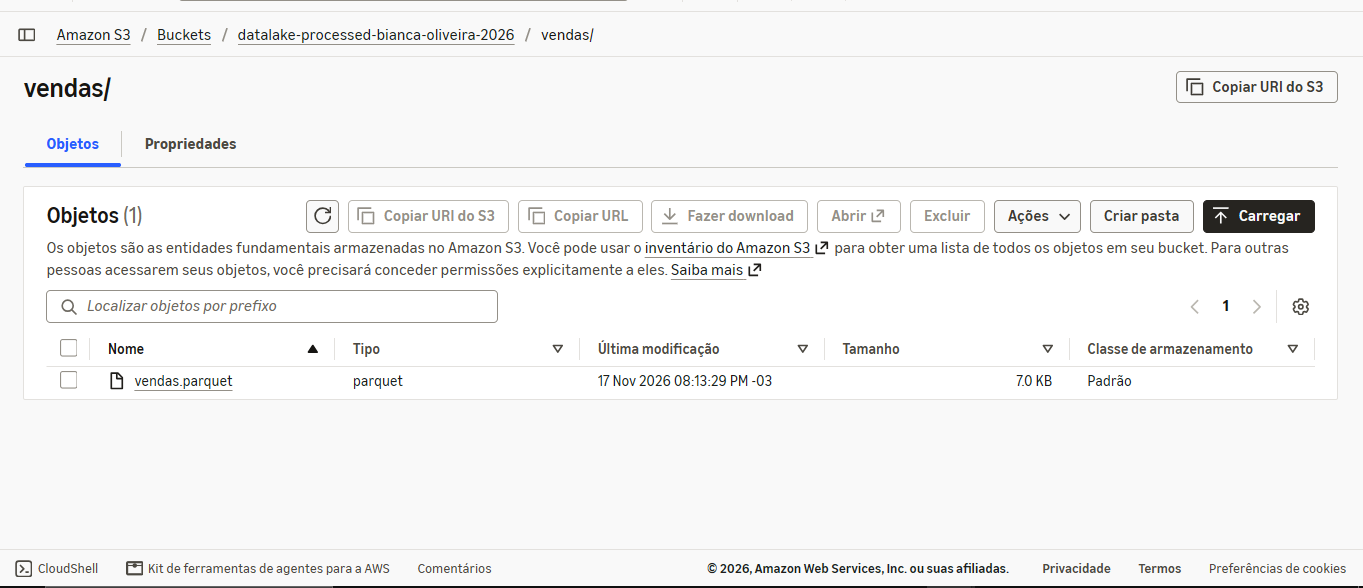 Amazon S3 / Buckets / datalake-processed-bianca-oliveira-2026 / vendas/
vendas/
Copiar URI do S3
Objetos Propriedades
Objetos (1) Copiar URI do S3 Copiar URL Fazer download Abrir Excluir Ações Criar pasta Carregar
Os objetos são as entidades fundamentais armazenadas no Amazon S3. Você pode usar o inventário do Amazon S3 para obter uma lista de todos os objetos em seu bucket. Para outras
pessoas acessarem seus objetos, você precisará conceder permissões explicitamente a eles. Saiba mais
Localizar objetos por prefixo 1
Nome Tipo Última modificação Tamanho Classe de armazenamento
vendas.parquet parquet 17 Nov 2026 08:13:29 PM -03 7.0 KB Padrão
CloudShell Kit de ferramentas de agentes para a AWS Comentários © 2026, Amazon Web Services, Inc. ou suas afiliadas. Privacidade Termos Preferências de cookies